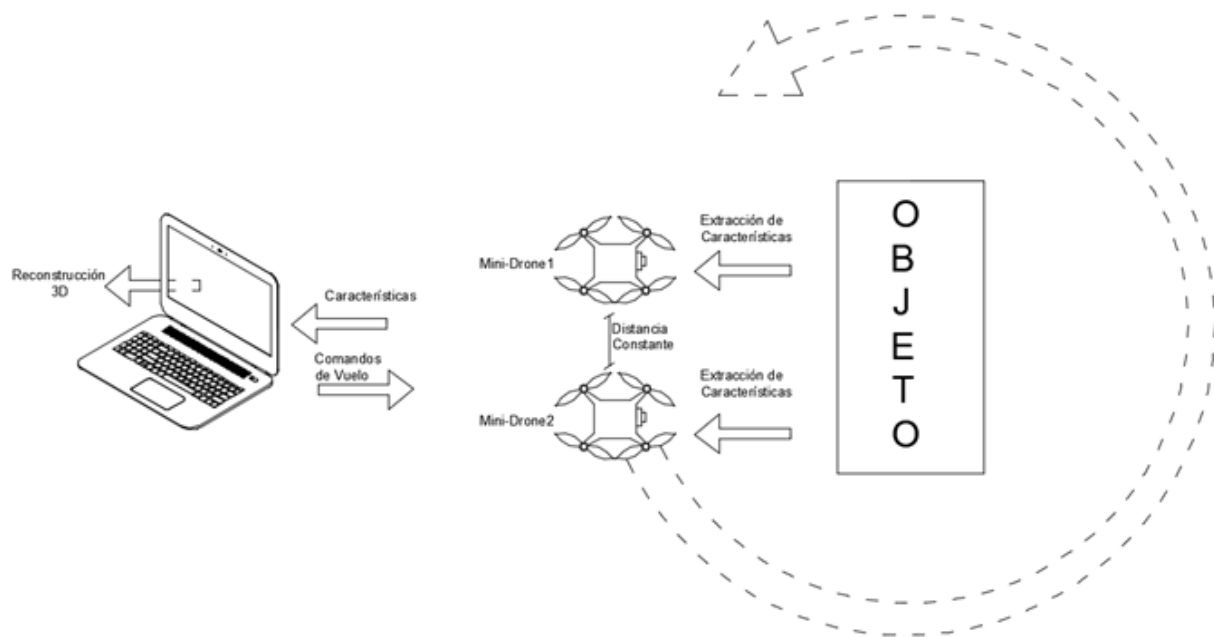 Reconstrucción
3D
Características
Comandos
de Vuelo
Mini-Drone1
Extracción de
Características
Distancia
Constante
Mini-Drone2
Extracción de
Características
O
B
J
E
T
O